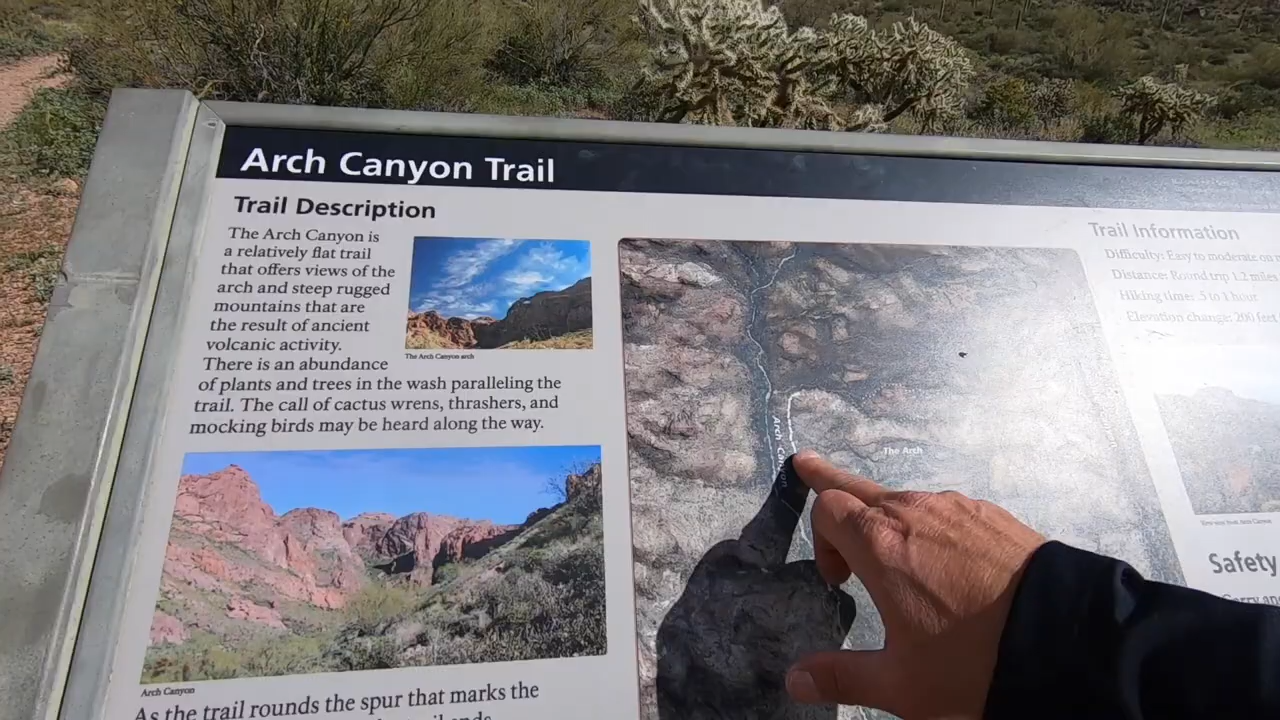 Arch Canyon Trail
Trail Description
The Arch Canyon is
a relatively flat trail
that offers views of the
arch and steep rugged
mountains that are
the result of ancient
volcanic activity.
There is an abundance
of plants and trees in the wash paralleling the
trail. The call of cactus wrens, thrashers, and
mocking birds may be heard along the way.
The Arch Canyon arch
Arch Canyon
As the trail rounds the spur that marks the
The Arch
Trail Information
Difficulty: Easy to moderate on
Distance: Round trip 1.2 miles
Hiking time: .5 to 1 hour
Elevation change: 200 feet
Safety